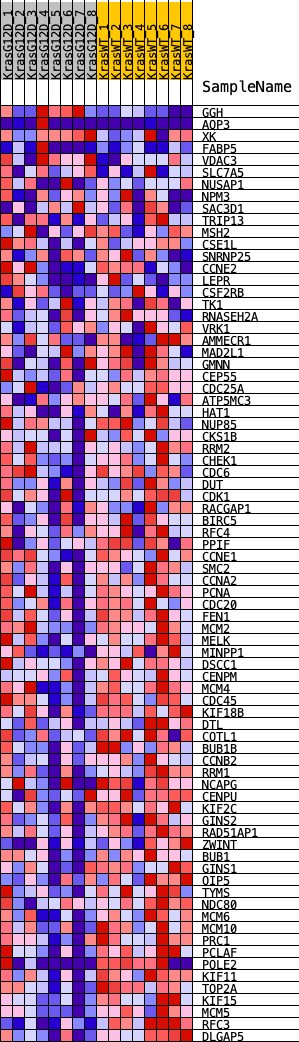 KrasG12D_1
KrasG12D_2
KrasG12D_3
KrasG12D_4
KrasG12D_5
KrasG12D_6
KrasG12D_7
KrasG12D_8
KrasWT_1
KrasWT_2
KrasWT_3
KrasWT_4
KrasWT_5
KrasWT_6
KrasWT_7
KrasWT_8
SampleName
GGH
AQP3
XK
FABP5
VDAC3
SLC7A5
NUSAP1
NPM3
SAC3D1
TRIP13
MSH2
CSE1L
SNRNP25
CCNE2
LEPR
CSF2RB
TK1
RNASEH2A
VRK1
AMMECR1
MAD2L1
GMNN
CEP55
CDC25A
ATP5MC3
HAT1
NUP85
CKS1B
RRM2
CHEK1
CDC6
DUT
CDK1
RACGAP1
BIRC5
RFC4
PPIF
CCNE1
SMC2
CCNA2
PCNA
CDC20
FEN1
MCM2
MELK
MINPP1
DSCC1
CENPM
MCM4
CDC45
KIF18B
DTL
COTL1
BUB1B
CCNB2
RRM1
NCAPG
CENPU
KIF2C
GINS2
RAD51AP1
ZWINT
BUB1
GINS1
OIP5
TYMS
NDC80
MCM6
MCM10
PRC1
PCLAF
POLE2
KIF11
TOP2A
KIF15
MCM5
RFC3
DLGAP5